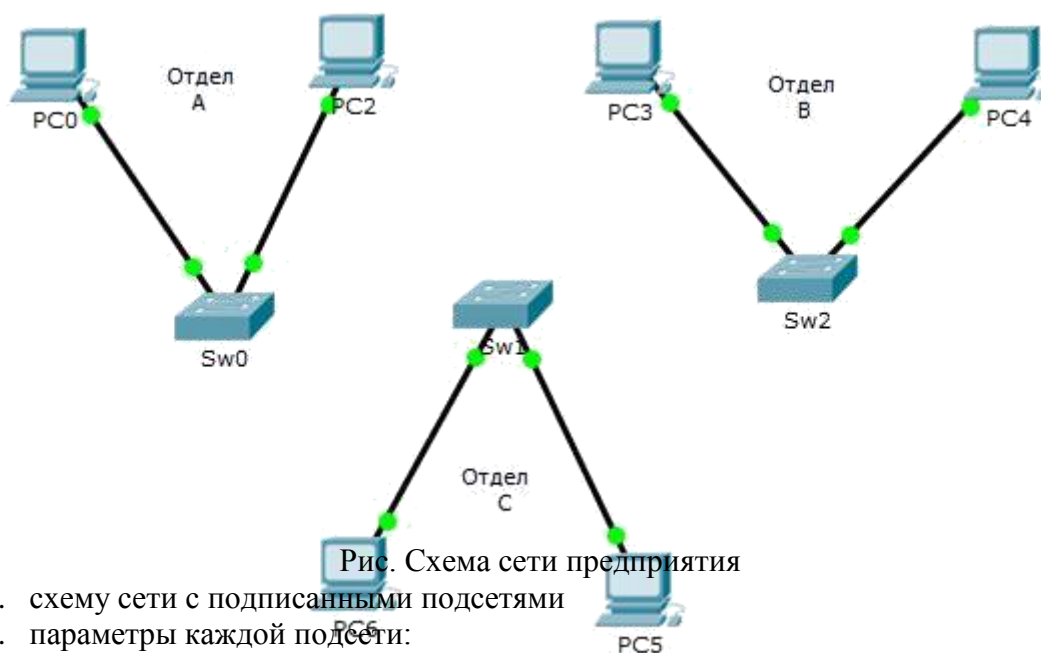 Отдел
А
PC0
PC2
Отдел
В
PC3
PC4
Sw0
Sw1
Sw2
Отдел
С
Рис. Схема сети предприятия
. схему сети с подписанными подсетями
PC6
. параметры каждой подсети:
PC5